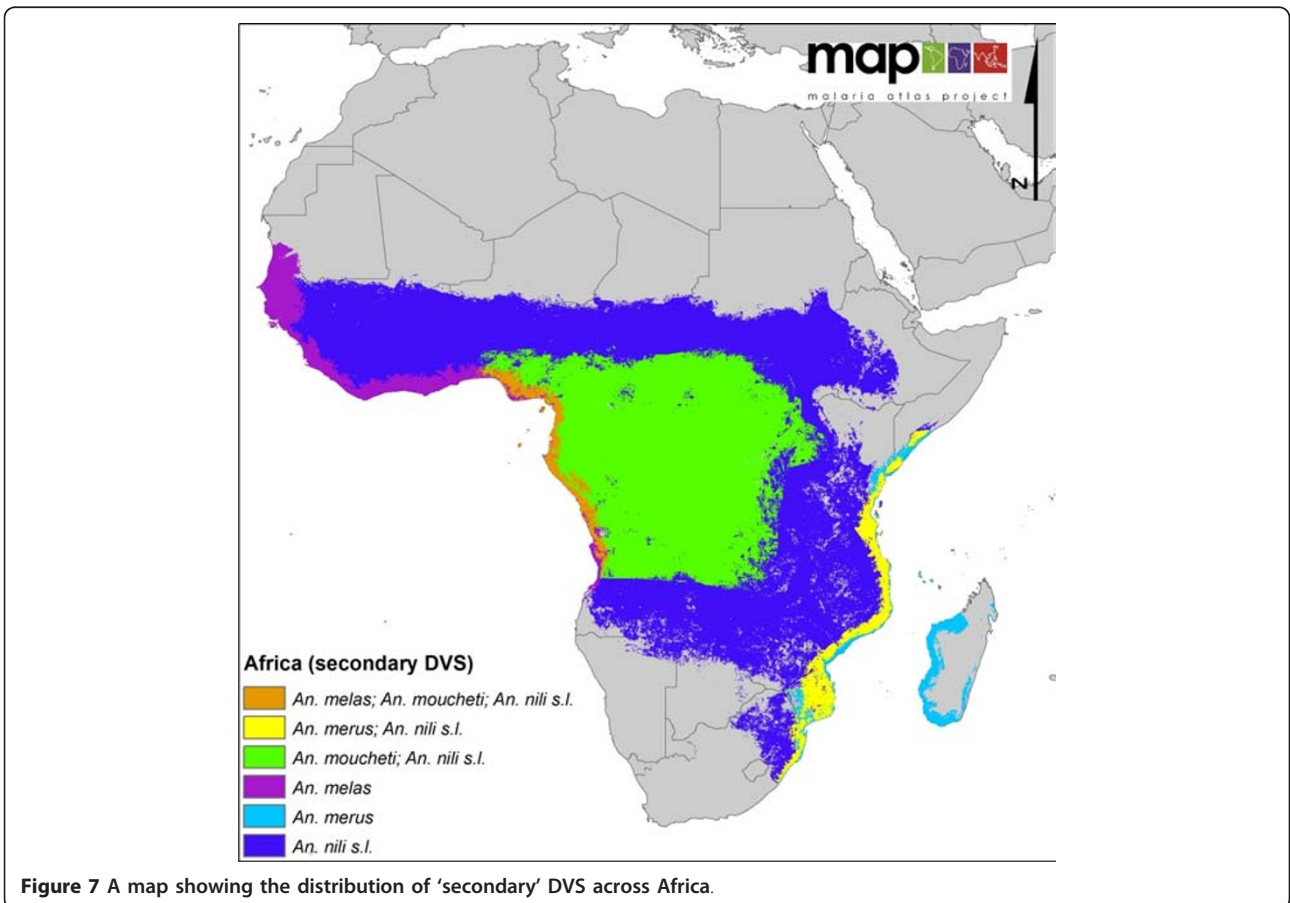 map
malaria atlas project
N
Africa (secondary DVS)
An. melas; An. moucheti; An. nili s.l.
An. merus; An. nili s.l.
An. moucheti; An. nili s.l.
An. melas
An. merus
An. nili s.l.
Figure 7 A map showing the distribution of ‘secondary’ DVS across Africa.